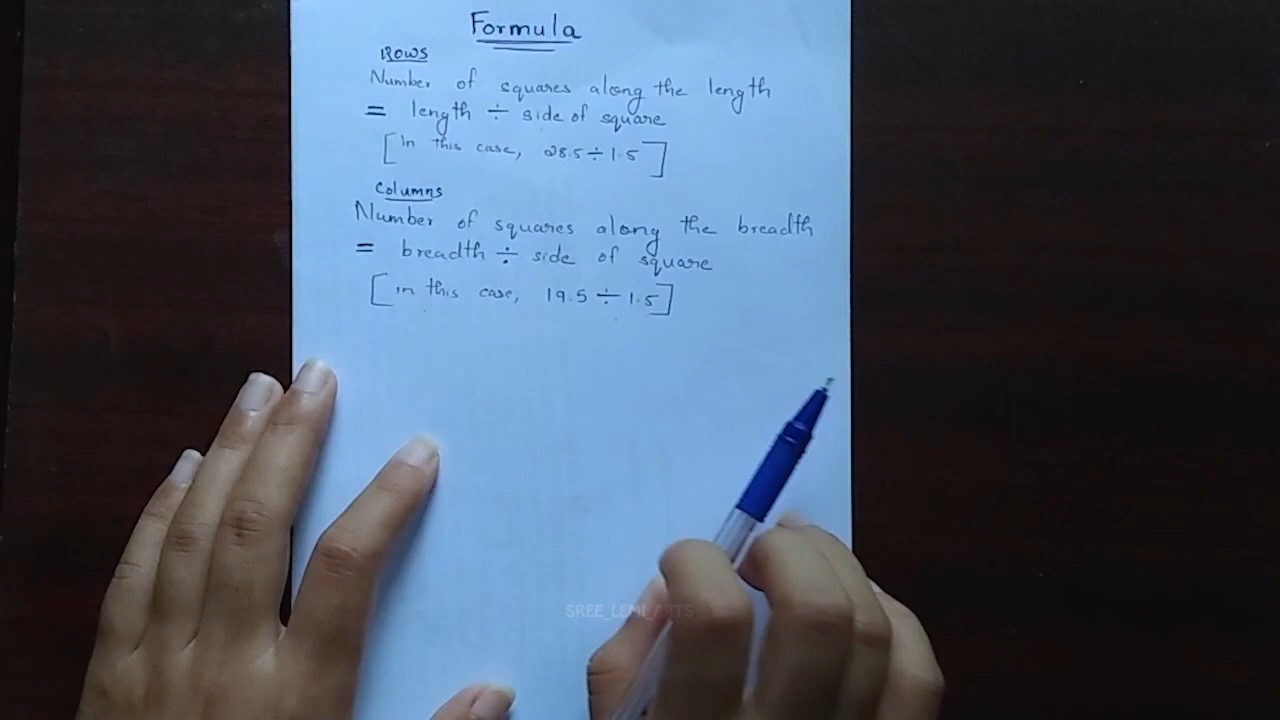 Formula
Rows
Number of squares along the length
= length ÷ side of square
[in this case, 28.5 ÷ 1.5]
Columns
Number of squares along the breadth
= breadth ÷ side of square
[in this case, 19.5 ÷ 1.5]
SREE_LEMI_ARTS